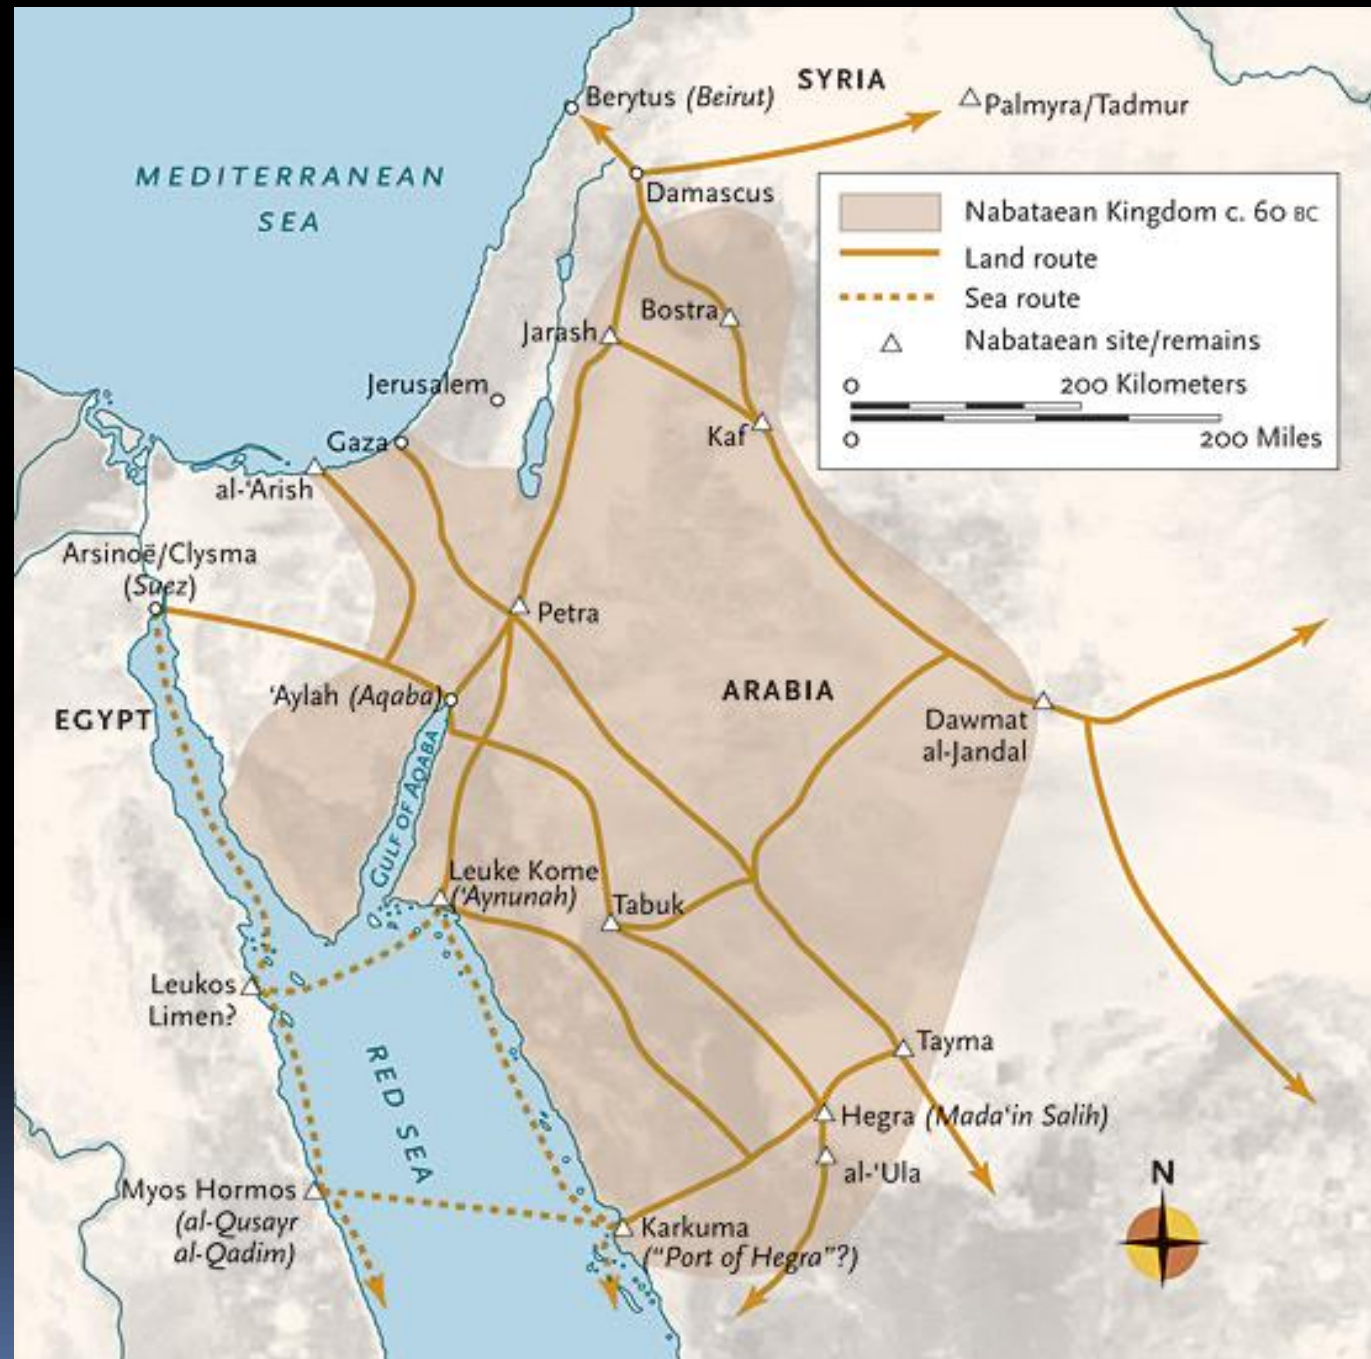 SYRIA
Berytus (Beirut)
Palmyra/Tadmur
MEDITERRANEAN
SEA
Damascus
Nabataean Kingdom c. 60 BC
Land route
Sea route
Nabataean site/remains
0 200 Kilometers
0 200 Miles
Bostra
Jarash
Jerusalem
Kaf
Gaza
al-‘Arish
Arsinoë/Clysma
(Suez)
Petra
‘Aylah (Aqaba)
ARABIA
EGYPT
Dawmat
al-Jandal
GULF OF AQABA
Leuke Kome
(‘Aynunah)
Tabuk
Leukos
Limen?
RED SEA
Tayma
Hegra (Mada‘in Salih)
al-‘Ula
N
Myos Hormos
(al-Qusayr
al-Qadim)
Karkuma
(“Port of Hegra”?)